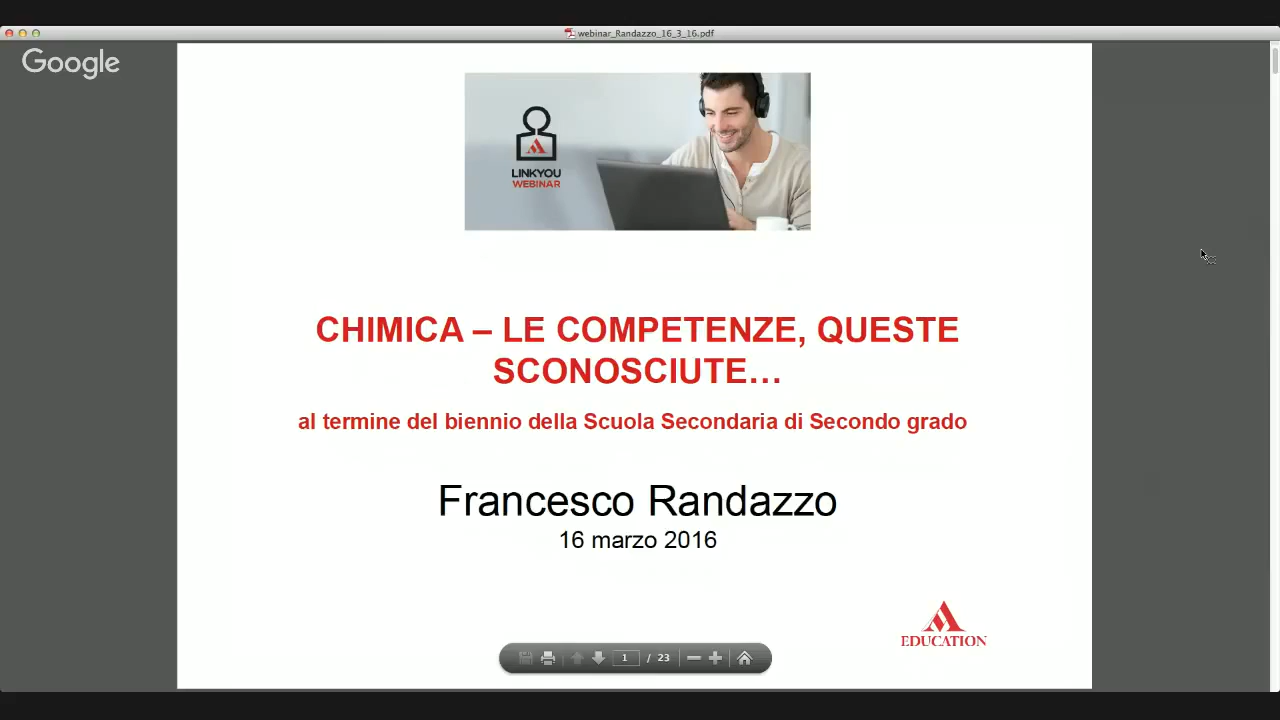 webinar_Randazzo_16_3_16.pdf
Google
LINKYOU
WEBINAR
CHIMICA – LE COMPETENZE, QUESTE
SCONOSCIUTE…
al termine del biennio della Scuola Secondaria di Secondo grado
Francesco Randazzo
16 marzo 2016
EDUCATION
1 / 23